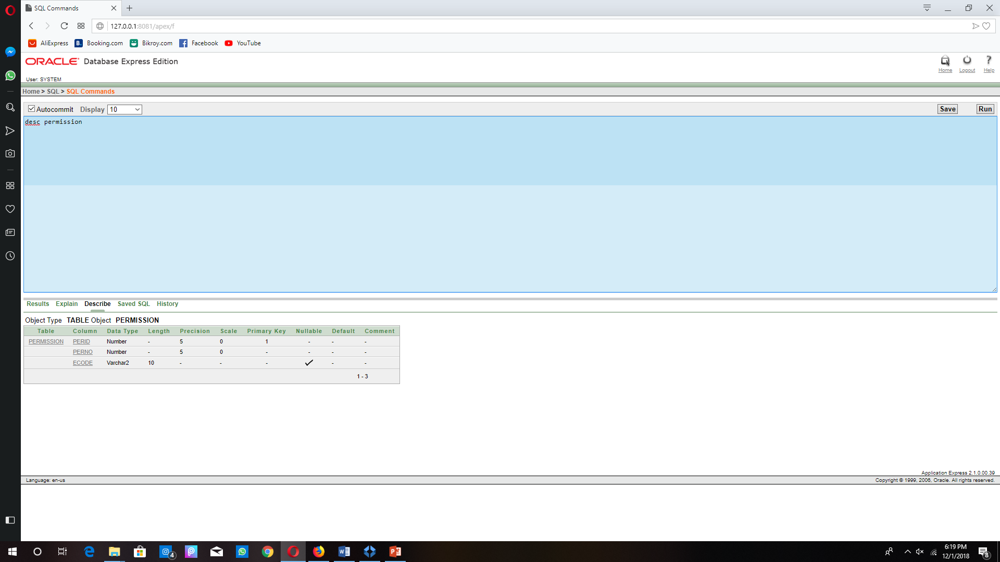 SQL Commands
127.0.0.1:8081/apex/f
AliExpress Booking.com Bikroy.com Facebook YouTube
ORACLE Database Express Edition
Home Logout Help
User: SYSTEM
Home > SQL > SQL Commands
Autocommit Display 10 Save Run
desc permission
Results Explain Describe Saved SQL History
Object Type TABLE Object PERMISSION
Table Column Data Type Length Precision Scale Primary Key Nullable Default Comment
PERMISSION PERID Number - 5 0 1 - - -
PERNO Number - 5 0 - - - -
ECODE Varchar2 10 - - - - -
1 - 3
Application Express 2.1.0.00.39
Language: en-us Copyright © 1999, 2006, Oracle. All rights reserved.
4
6:19 PM
12/1/2018
8